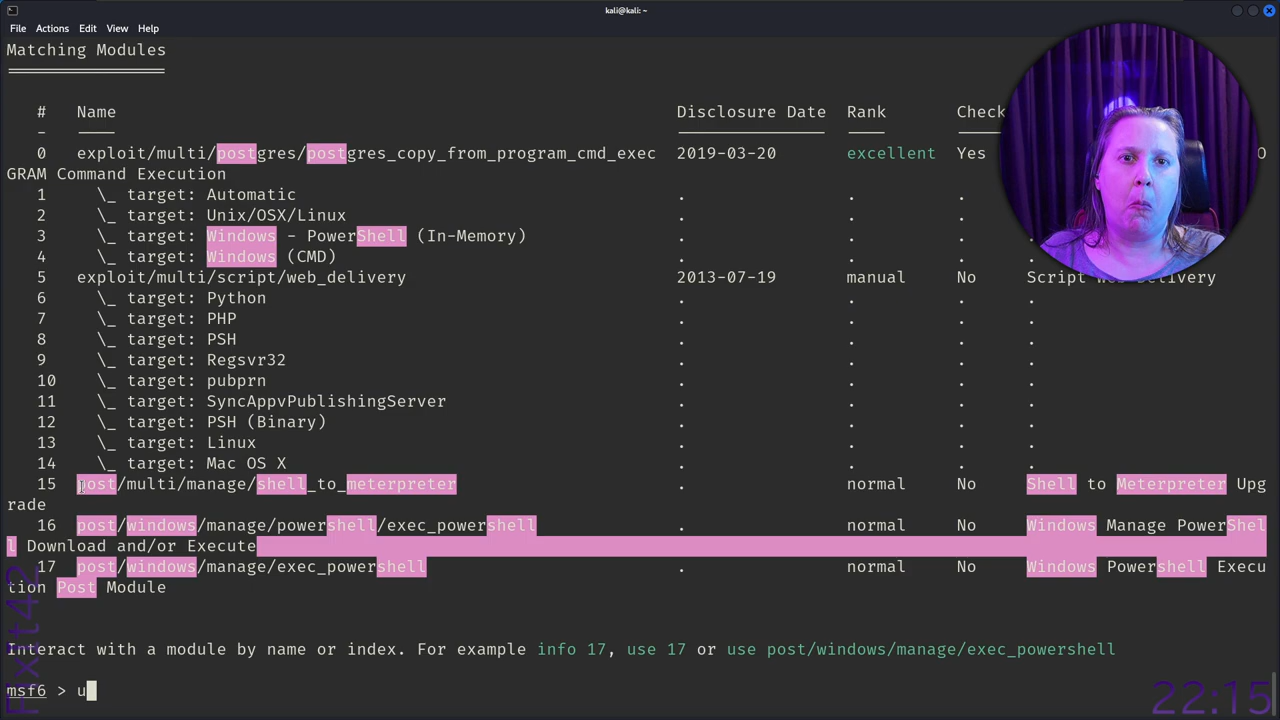 kali@kali: ~
File Actions Edit View Help
Matching Modules
================
# Name Disclosure Date Rank Check
- ---- --------------- ---- -----
0 exploit/multi/postgres/postgres_copy_from_program_cmd_exec 2019-03-20 excellent Yes O
GRAM Command Execution
1 \_ target: Automatic . . . .
2 \_ target: Unix/OSX/Linux . . . .
3 \_ target: Windows - PowerShell (In-Memory) . . . .
4 \_ target: Windows (CMD) . . . .
5 exploit/multi/script/web_delivery 2013-07-19 manual No Script Web Delivery
6 \_ target: Python . . . .
7 \_ target: PHP . . . .
8 \_ target: PSH . . . .
9 \_ target: Regsvr32 . . . .
10 \_ target: pubprn . . . .
11 \_ target: SyncAppvPublishingServer . . . .
12 \_ target: PSH (Binary) . . . .
13 \_ target: Linux . . . .
14 \_ target: Mac OS X . . . .
15 post/multi/manage/shell_to_meterpreter . normal No Shell to Meterpreter Upg
rade
16 post/windows/manage/powershell/exec_powershell . normal No Windows Manage PowerShel
l Download and/or Execute
17 post/windows/manage/exec_powershell . normal No Windows Powershell Execu
tion Post Module
Interact with a module by name or index. For example info 17, use 17 or use post/windows/manage/exec_powershell
msf6 > u
Fixit42
22:15